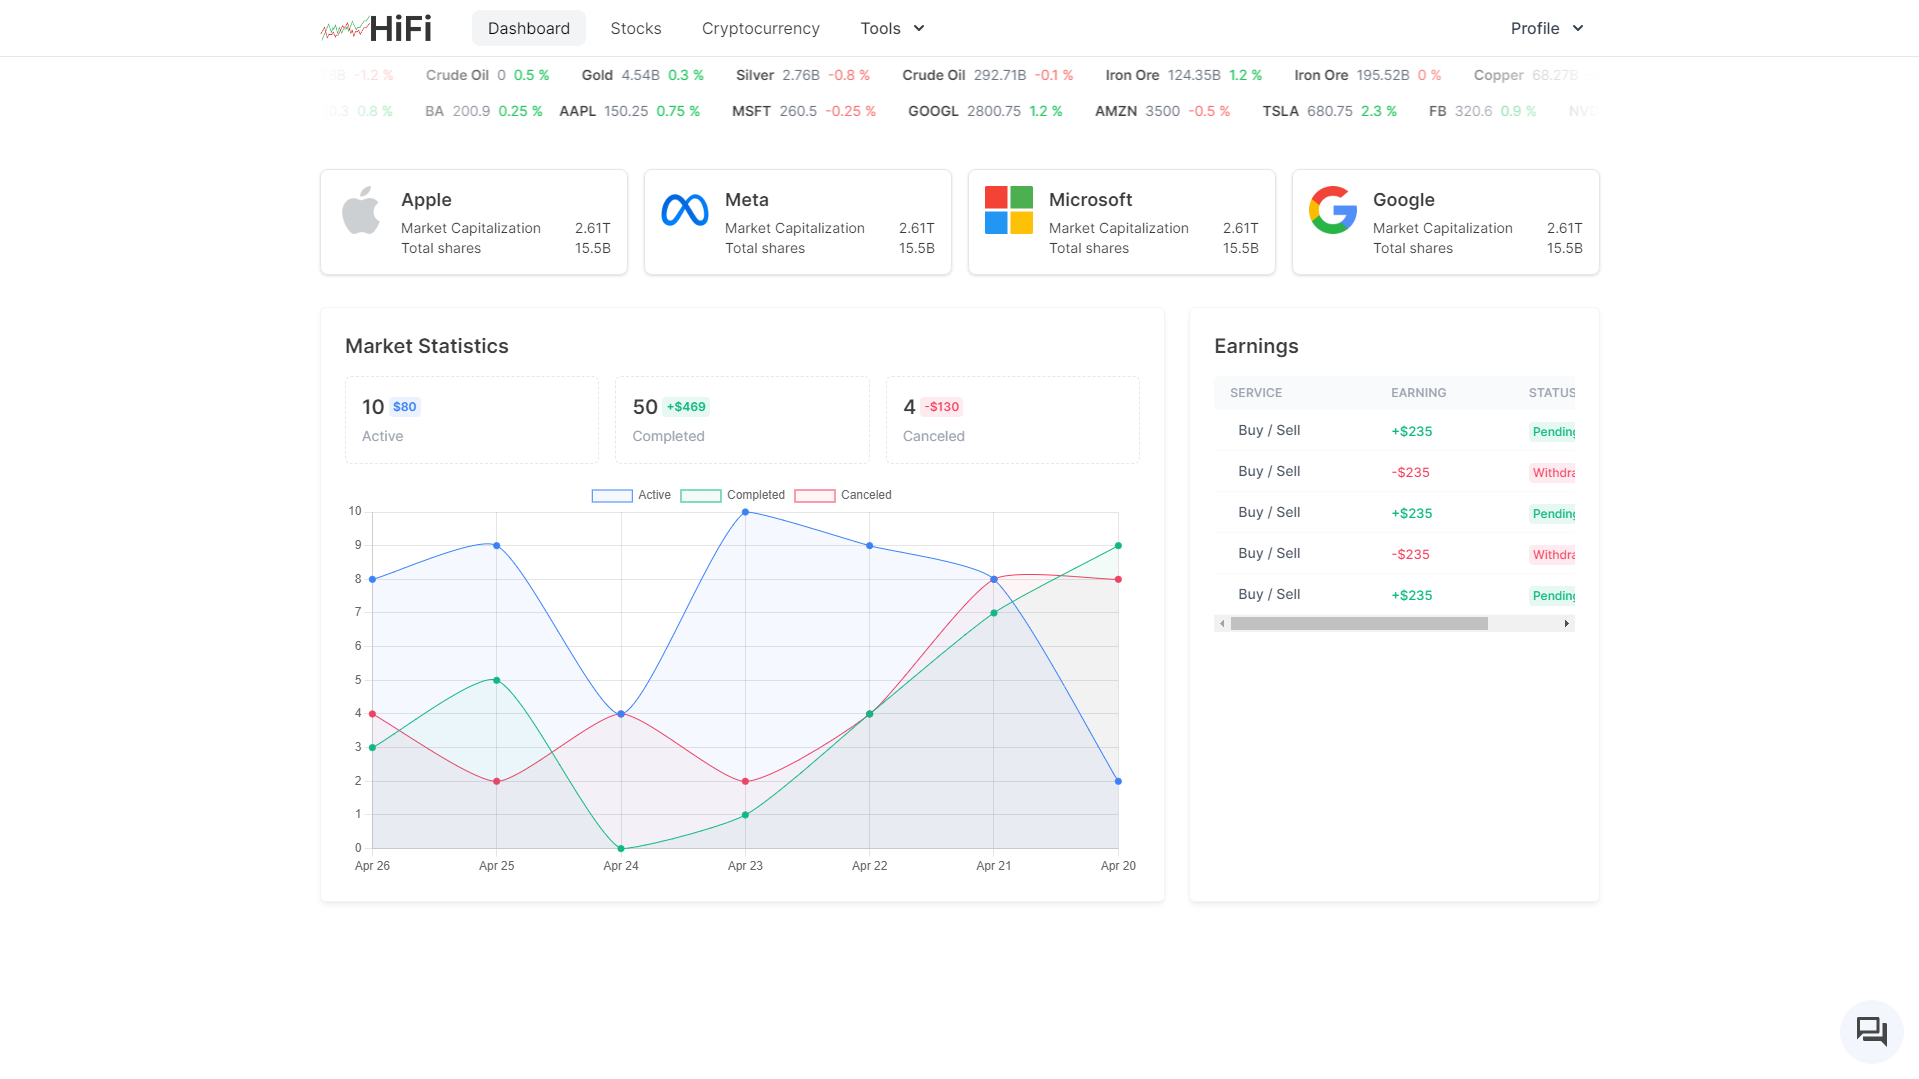 HiFi Dashboard Stocks Cryptocurrency Tools Profile
-1.2 % Crude Oil 0 0.5 % Gold 4.54B 0.3 % Silver 2.76B -0.8 % Crude Oil 292.71B -0.1 % Iron Ore 124.35B 1.2 % Iron Ore 195.52B 0 % Copper 68.27B
0.8 % BA 200.9 0.25 % AAPL 150.25 0.75 % MSFT 260.5 -0.25 % GOOGL 2800.75 1.2 % AMZN 3500 -0.5 % TSLA 680.75 2.3 % FB 320.6 0.9 %
Apple
Market Capitalization 2.61T
Total shares 15.5B
Meta
Market Capitalization 2.61T
Total shares 15.5B
Microsoft
Market Capitalization 2.61T
Total shares 15.5B
Google
Market Capitalization 2.61T
Total shares 15.5B
Market Statistics
10 $80
Active
50 +$469
Completed
4 -$130
Canceled
Active Completed Canceled
10
9
8
7
6
5
4
3
2
1
0
Apr 26 Apr 25 Apr 24 Apr 23 Apr 22 Apr 21 Apr 20
Earnings
SERVICE EARNING STATUS
Buy / Sell +$235 Pending
Buy / Sell -$235 Withdra
Buy / Sell +$235 Pending
Buy / Sell -$235 Withdra
Buy / Sell +$235 Pending